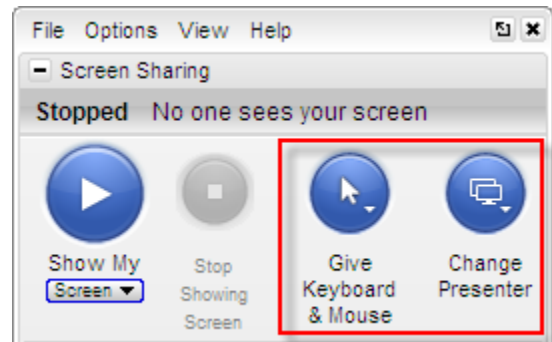 File Options View Help
Screen Sharing
Stopped No one sees your screen
Show My
Screen
Stop
Showing
Screen
Give
Keyboard
& Mouse
Change
Presenter